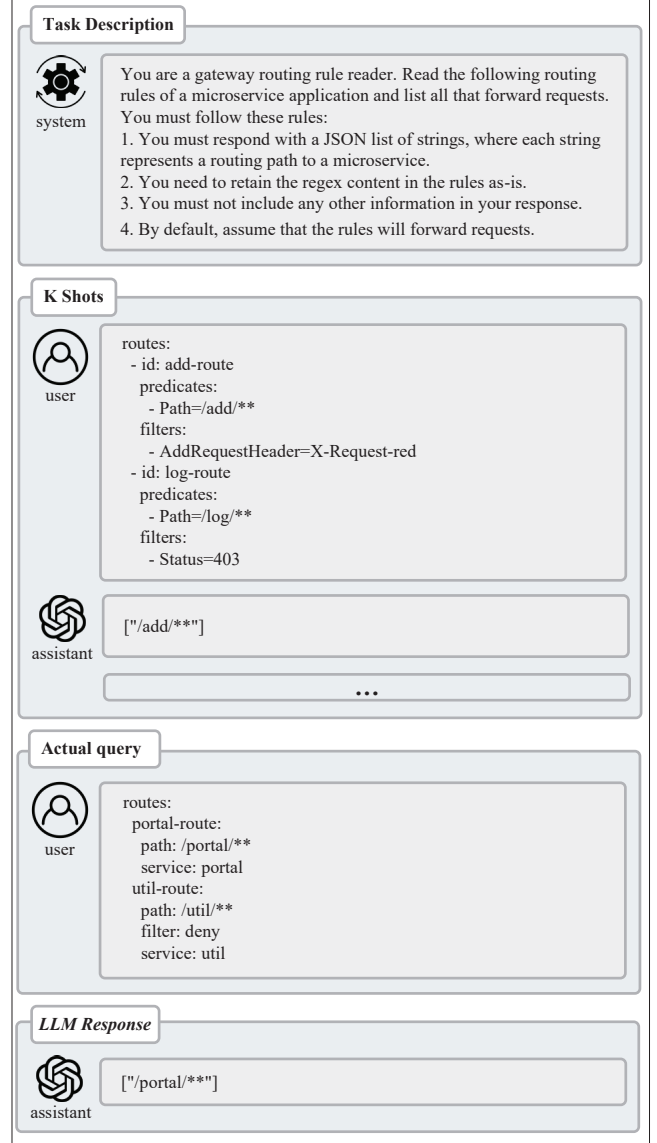 Task Description
system
You are a gateway routing rule reader. Read the following routing
rules of a microservice application and list all that forward requests.
You must follow these rules:
1. You must respond with a JSON list of strings, where each string
represents a routing path to a microservice.
2. You need to retain the regex content in the rules as-is.
3. You must not include any other information in your response.
4. By default, assume that the rules will forward requests.
K Shots
user
routes:
- id: add-route
predicates:
- Path=/add/**
filters:
- AddRequestHeader=X-Request-red
- id: log-route
predicates:
- Path=/log/**
filters:
- Status=403
assistant
["/add/**"]
...
Actual query
user
routes:
portal-route:
path: /portal/**
service: portal
util-route:
path: /util/**
filter: deny
service: util
LLM Response
assistant
["/portal/**"]